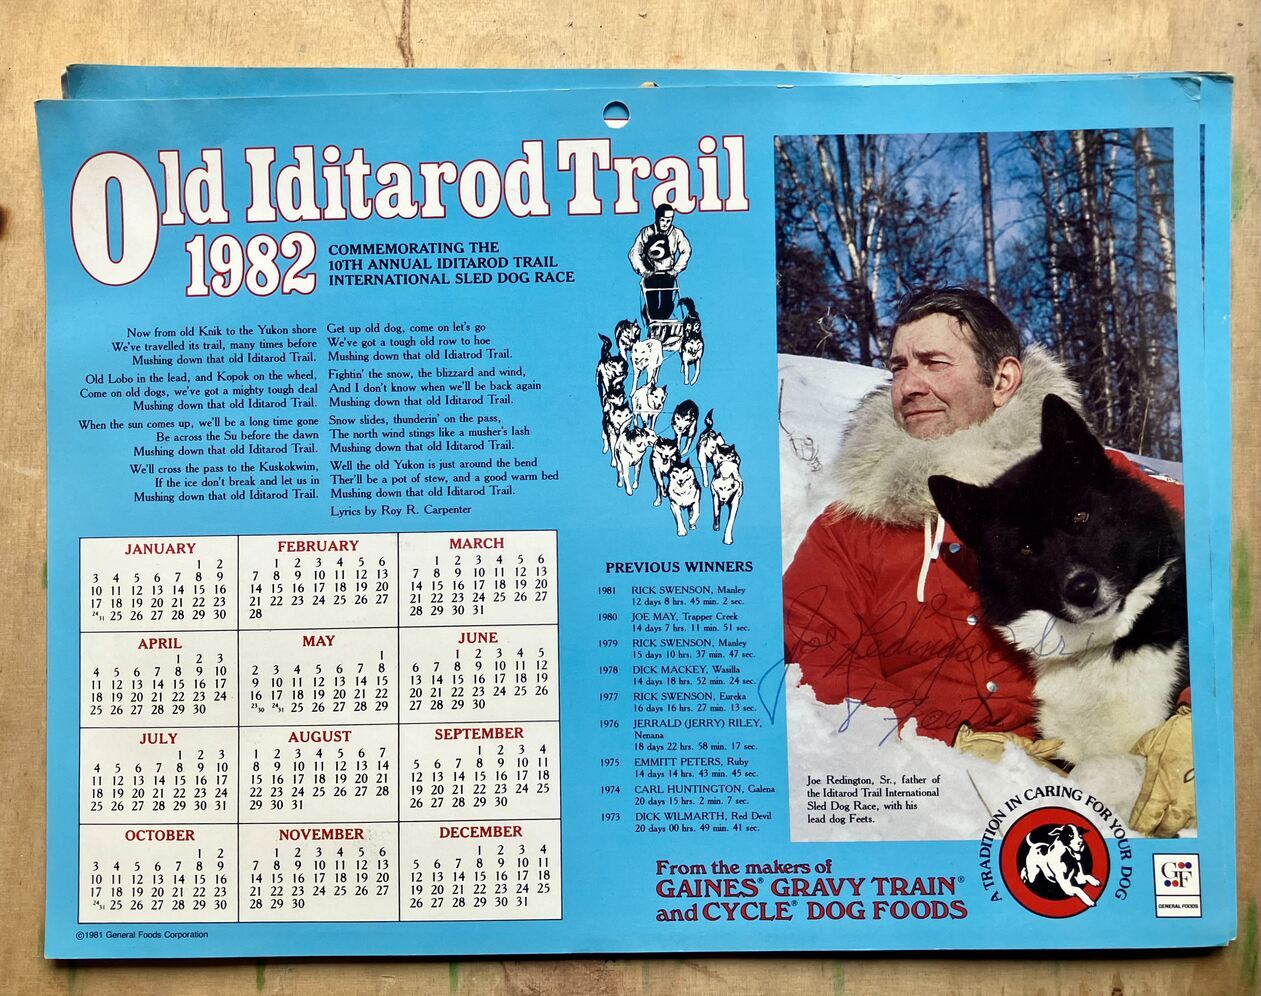 Old Iditarod Trail
1982
COMMEMORATING THE
10TH ANNUAL IDITAROD TRAIL
INTERNATIONAL SLED DOG RACE
6
Now from old Knik to the Yukon shore
We've travelled its trail, many times before
Mushing down that old Iditarod Trail.
Old Lobo in the lead, and Kopok on the wheel,
Come on old dogs, we've got a mighty tough deal
Mushing down that old Iditarod Trail.
When the sun comes up, we'll be a long time gone
Be across the Su before the dawn
Mushing down that old Iditarod Trail.
We'll cross the pass to the Kuskokwim,
If the ice don't break and let us in
Mushing down that old Iditarod Trail.
Get up old dog, come on let's go
We've got a tough old row to hoe
Mushing down that old Idiatrod Trail.
Fightin' the snow, the blizzard and wind,
And I don't know when we'll be back again
Mushing down that old Iditarod Trail.
Snow slides, thunderin' on the pass,
The north wind stings like a musher's lash
Mushing down that old Iditarod Trail.
Well the old Yukon is just around the bend
Ther'll be a pot of stew, and a good warm bed
Mushing down that old Iditarod Trail.
Lyrics by Roy R. Carpenter
JANUARY
1 2
3 4 5 6 7 8 9
10 11 12 13 14 15 16
17 18 19 20 21 22 23
24/31 25 26 27 28 29 30
FEBRUARY
1 2 3 4 5 6
7 8 9 10 11 12 13
14 15 16 17 18 19 20
21 22 23 24 25 26 27
28
MARCH
1 2 3 4 5 6
7 8 9 10 11 12 13
14 15 16 17 18 19 20
21 22 23 24 25 26 27
28 29 30 31
APRIL
1 2 3
4 5 6 7 8 9 10
11 12 13 14 15 16 17
18 19 20 21 22 23 24
25 26 27 28 29 30
MAY
1
2 3 4 5 6 7 8
9 10 11 12 13 14 15
16 17 18 19 20 21 22
23/30 24/31 25 26 27 28 29
JUNE
1 2 3 4 5
6 7 8 9 10 11 12
13 14 15 16 17 18 19
20 21 22 23 24 25 26
27 28 29 30
JULY
1 2 3
4 5 6 7 8 9 10
11 12 13 14 15 16 17
18 19 20 21 22 23 24
25 26 27 28 29 30 31
AUGUST
1 2 3 4 5 6 7
8 9 10 11 12 13 14
15 16 17 18 19 20 21
22 23 24 25 26 27 28
29 30 31
SEPTEMBER
1 2 3 4
5 6 7 8 9 10 11
12 13 14 15 16 17 18
19 20 21 22 23 24 25
26 27 28 29 30
OCTOBER
1 2
3 4 5 6 7 8 9
10 11 12 13 14 15 16
17 18 19 20 21 22 23
24/31 25 26 27 28 29 30
NOVEMBER
1 2 3 4 5 6
7 8 9 10 11 12 13
14 15 16 17 18 19 20
21 22 23 24 25 26 27
28 29 30
DECEMBER
1 2 3 4
5 6 7 8 9 10 11
12 13 14 15 16 17 18
19 20 21 22 23 24 25
26 27 28 29 30 31
©1981 General Foods Corporation
PREVIOUS WINNERS
1981 RICK SWENSON, Manley
12 days 8 hrs. 45 min. 2 sec.
1980 JOE MAY, Trapper Creek
14 days 7 hrs. 11 min. 51 sec.
1979 RICK SWENSON, Manley
15 days 10 hrs. 37 min. 47 sec.
1978 DICK MACKEY, Wasilla
14 days 18 hrs. 52 min. 24 sec.
1977 RICK SWENSON, Eureka
16 days 16 hrs. 27 min. 13 sec.
1976 JERRALD (JERRY) RILEY,
Nenana
18 days 22 hrs. 58 min. 17 sec.
1975 EMMITT PETERS, Ruby
14 days 14 hrs. 43 min. 45 sec.
1974 CARL HUNTINGTON, Galena
20 days 15 hrs. 2 min. 7 sec.
1973 DICK WILMARTH, Red Devil
20 days 00 hrs. 49 min. 41 sec.
Joe Redington Sr
& Feets
Joe Redington, Sr., father of
the Iditarod Trail International
Sled Dog Race, with his
lead dog Feets.
From the makers of
GAINES® GRAVY TRAIN®
and CYCLE® DOG FOODS
A TRADITION IN CARING FOR YOUR DOG
GF
GENERAL FOODS